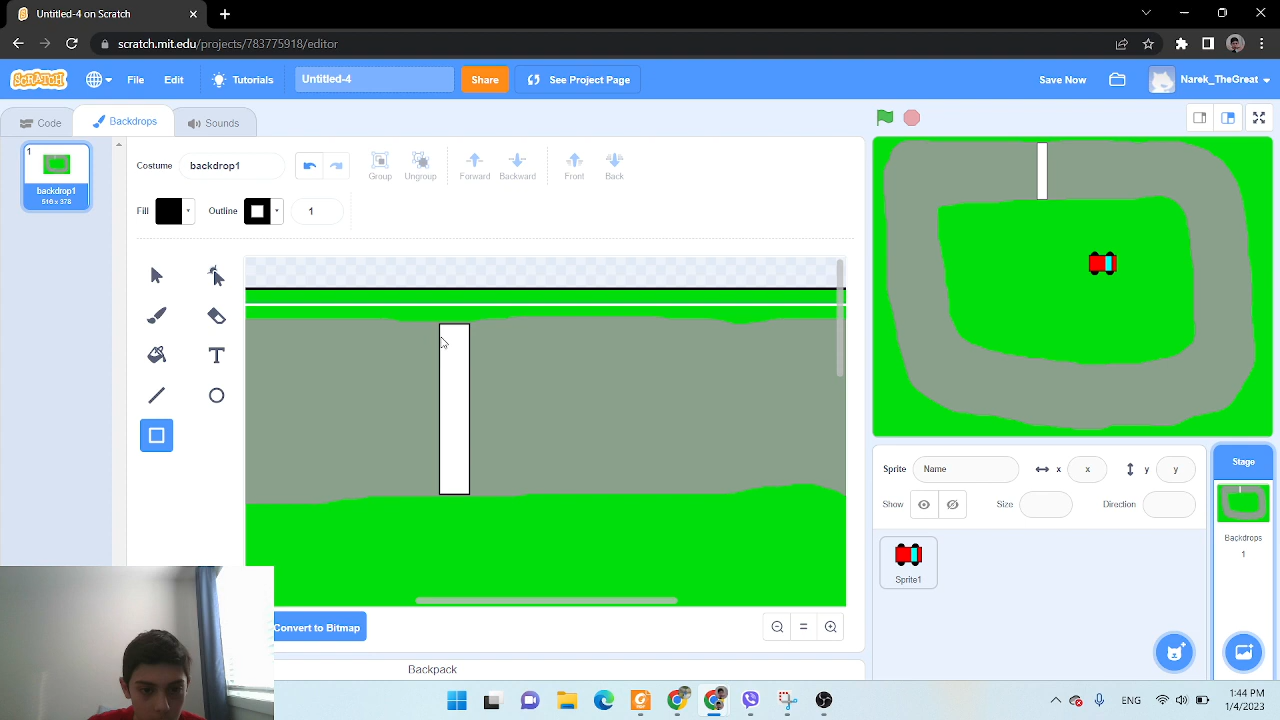 Untitled-4 on Scratch
scratch.mit.edu/projects/783775918/editor
SCRATCH
File
Edit
Tutorials
Untitled-4
Share
See Project Page
Save Now
Narek_TheGreat
Code
Backdrops
Sounds
1
backdrop1
516 x 378
Costume
backdrop1
Group
Ungroup
Forward
Backward
Front
Back
Fill
Outline
1
T
Convert to Bitmap
Backpack
Sprite
Name
x
x
y
y
Show
Size
Direction
Sprite1
Stage
Backdrops
1
ENG
1:44 PM
1/4/2023